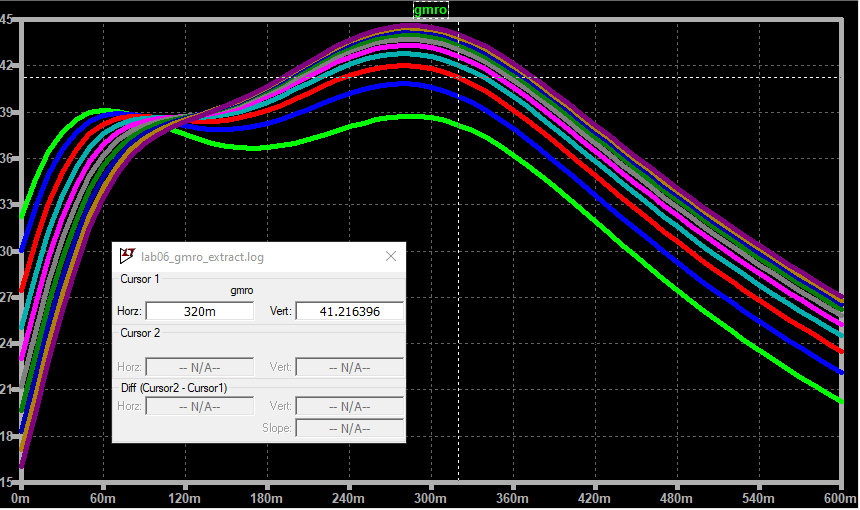 gmro
45
42
39
36
33
30
27
24
21
18
15
0m 60m 120m 180m 240m 300m 360m 420m 480m 540m 600m
lab06_gmro_extract.log
Cursor 1
gmro
Horz: 320m Vert: 41.216396
Cursor 2
Horz: -- N/A-- Vert: -- N/A--
Diff (Cursor2 - Cursor1)
Horz: -- N/A-- Vert: -- N/A--
Slope: -- N/A--